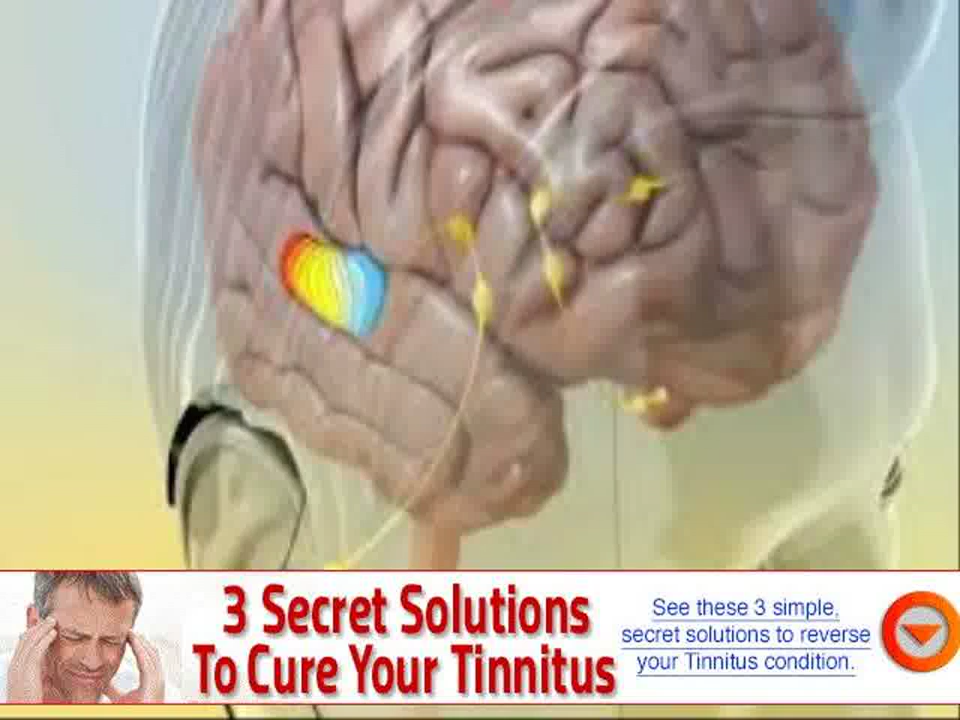 3 Secret Solutions
To Cure Your Tinnitus
See these 3 simple,
secret solutions to reverse
your Tinnitus condition.